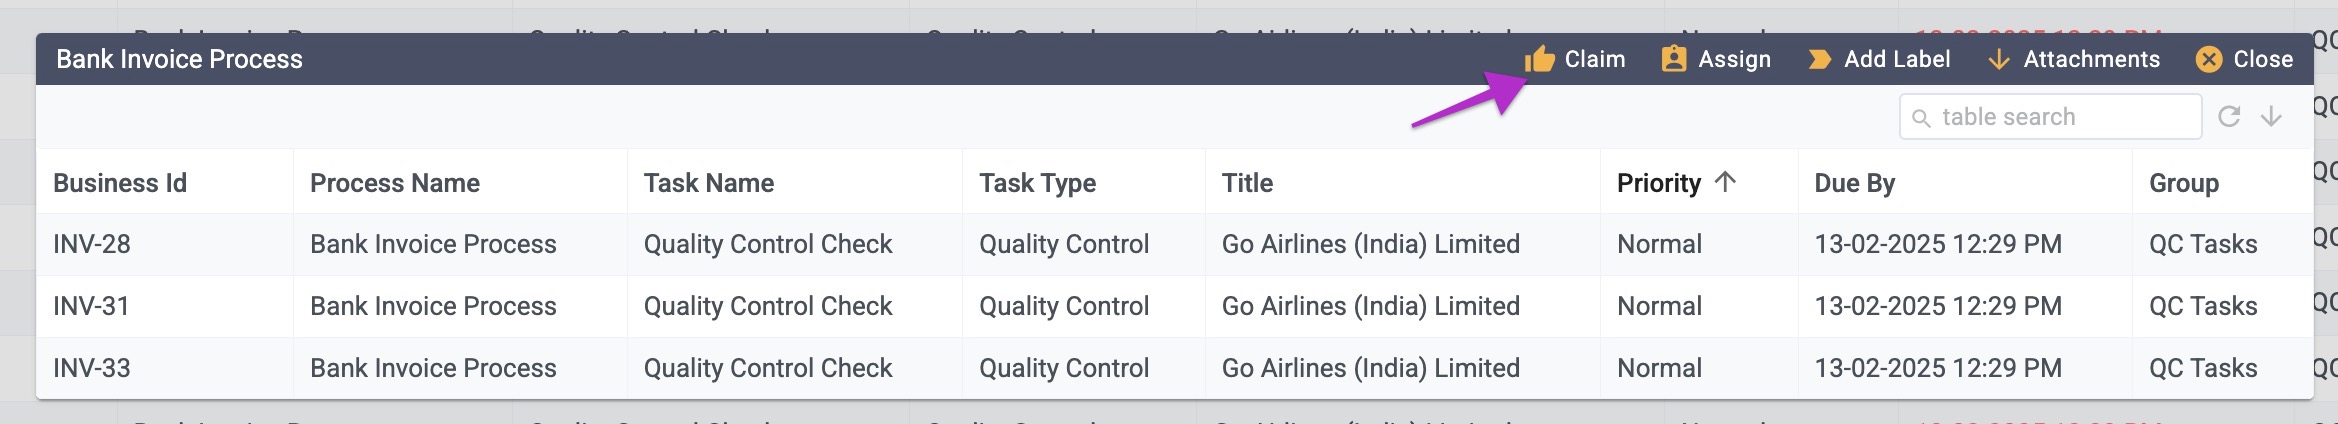 Bank Invoice Process Claim Assign Add Label Attachments Close
table search
Business Id Process Name Task Name Task Type Title Priority Due By Group
INV-28 Bank Invoice Process Quality Control Check Quality Control Go Airlines (India) Limited Normal 13-02-2025 12:29 PM QC Tasks
INV-31 Bank Invoice Process Quality Control Check Quality Control Go Airlines (India) Limited Normal 13-02-2025 12:29 PM QC Tasks
INV-33 Bank Invoice Process Quality Control Check Quality Control Go Airlines (India) Limited Normal 13-02-2025 12:29 PM QC Tasks